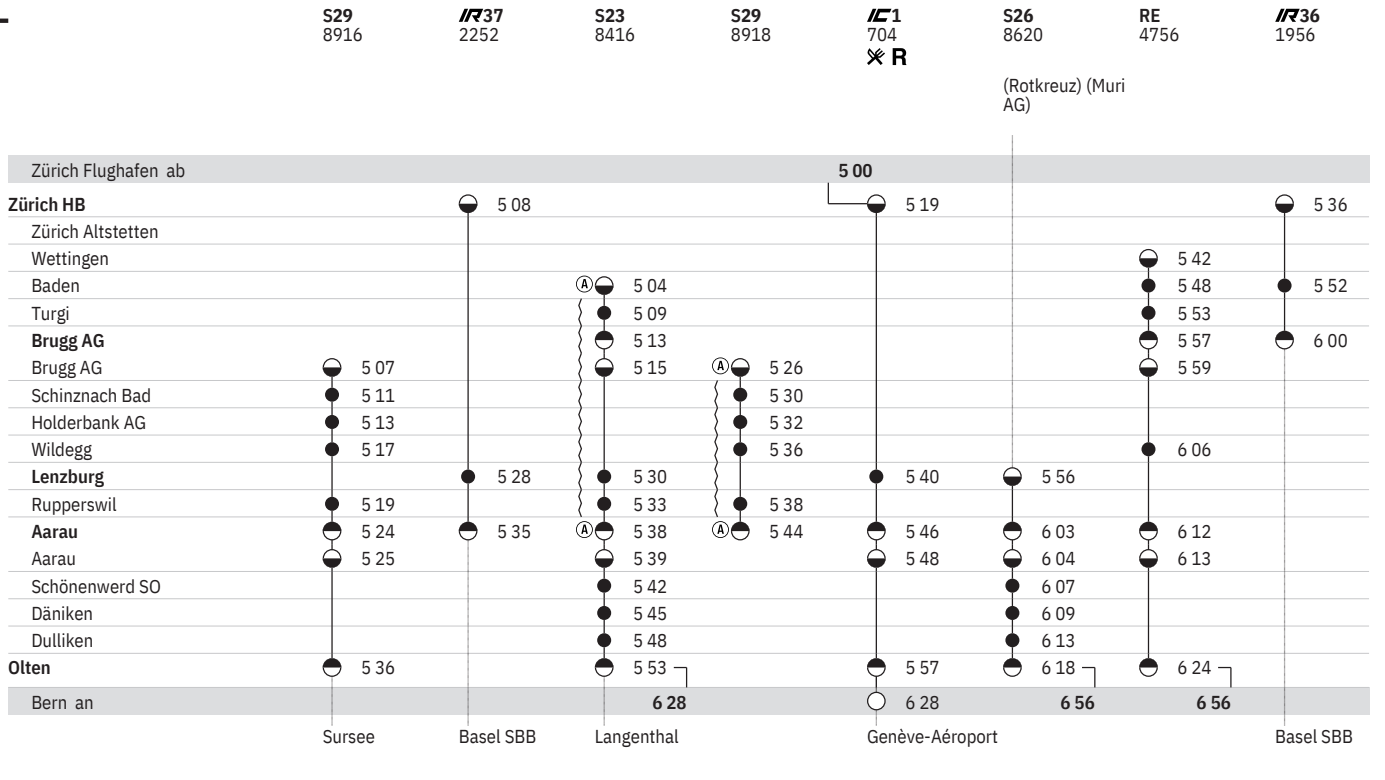 S29 IR37 S23 S29 IC1 S26 RE IR36
8916 2252 8416 8918 704 8620 4756 1956
R
(Rotkreuz) (Muri
AG)
Zürich Flughafen ab 5 00
Zürich HB 5 08 5 19 5 36
Zürich Altstetten
Wettingen 5 42
Baden A 5 04 5 48 5 52
Turgi 5 09 5 53
Brugg AG 5 13 5 57 6 00
Brugg AG 5 07 5 15 A 5 26 5 59
Schinznach Bad 5 11 5 30
Holderbank AG 5 13 5 32
Wildegg 5 17 5 36 6 06
Lenzburg 5 28 5 30 5 40 5 56
Rupperswil 5 19 5 33 5 38
Aarau 5 24 5 35 A 5 38 A 5 44 5 46 6 03 6 12
Aarau 5 25 5 39 5 48 6 04 6 13
Schönenwerd SO 5 42 6 07
Däniken 5 45 6 09
Dulliken 5 48 6 13
Olten 5 36 5 53 5 57 6 18 6 24
Bern an 6 28 6 28 6 56 6 56
Sursee Basel SBB Langenthal Genève-Aéroport Basel SBB